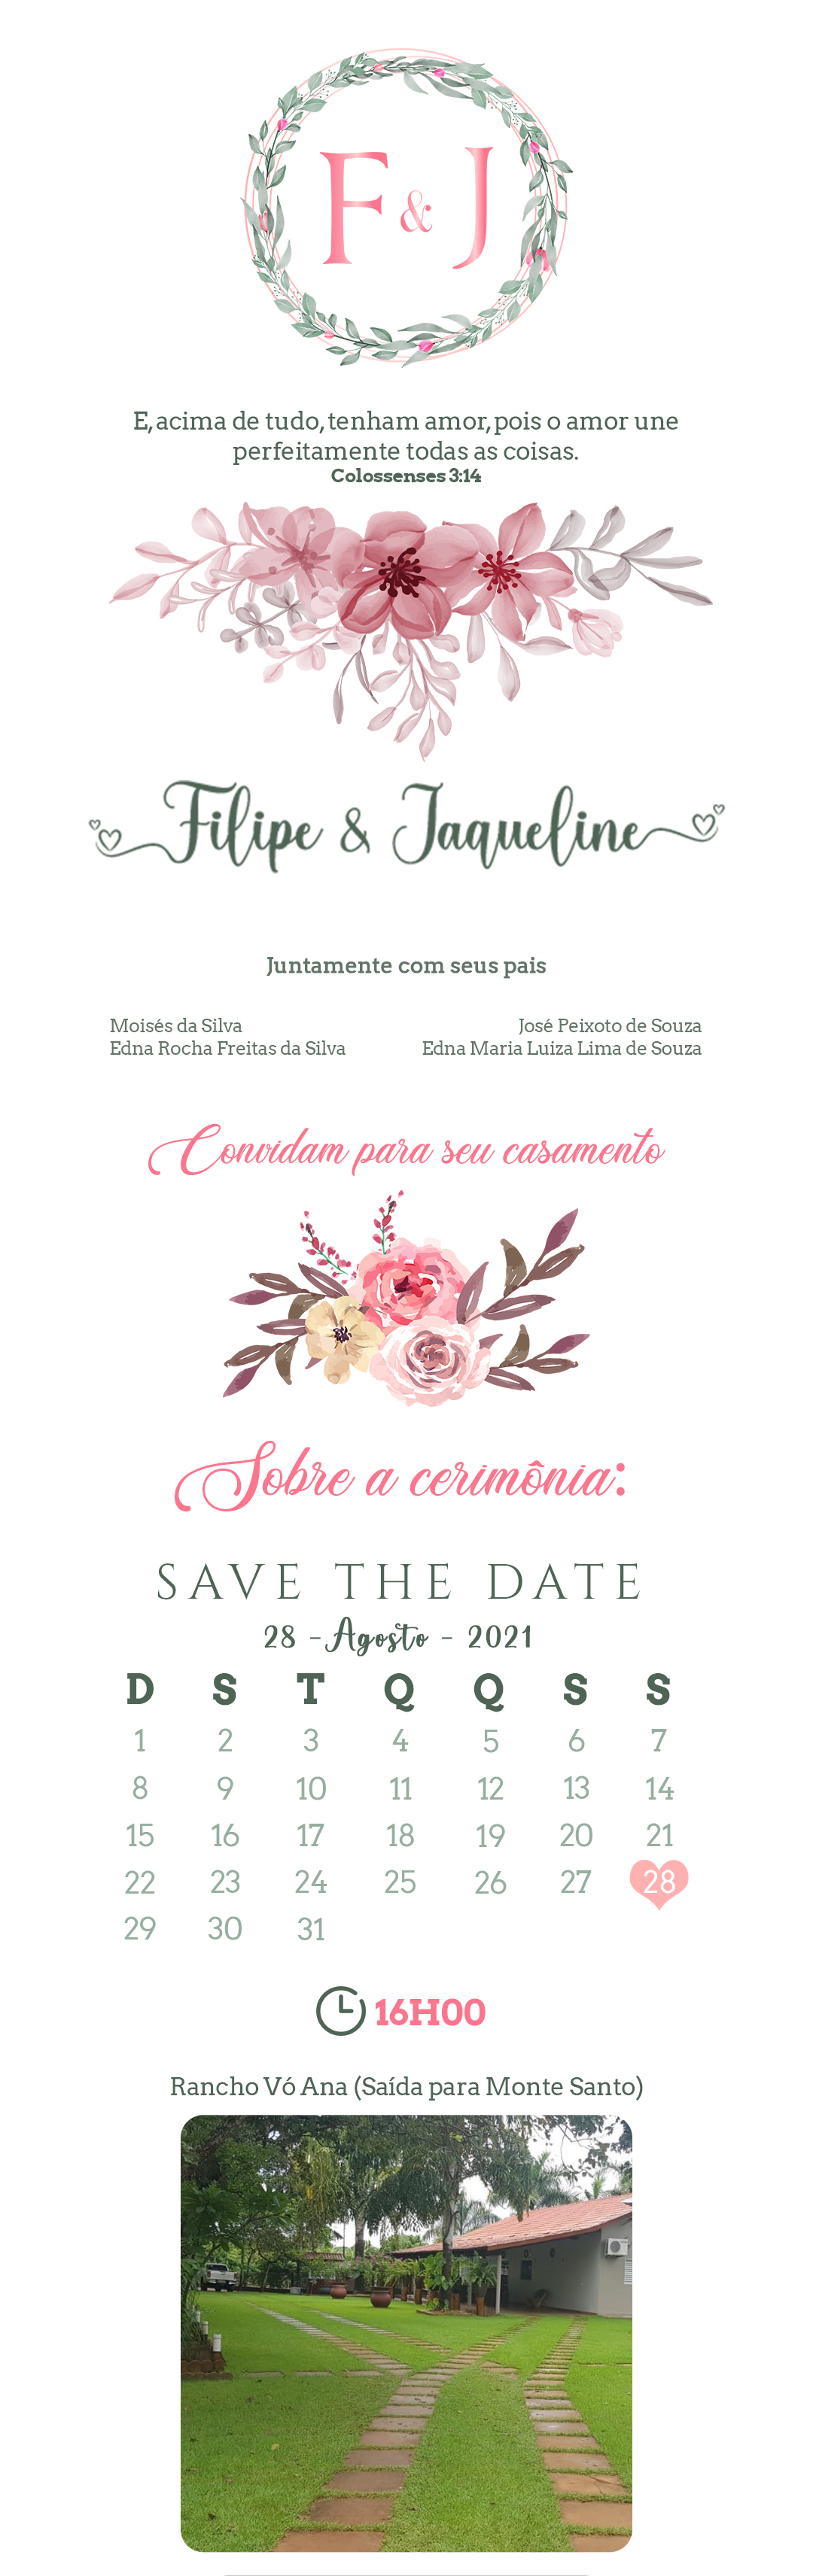 F & J
E, acima de tudo, tenham amor, pois o amor une
perfeitamente todas as coisas.
Colossenses 3:14
Filipe & Jaqueline
Juntamente com seus pais
Moisés da Silva
Edna Rocha Freitas da Silva
José Peixoto de Souza
Edna Maria Luiza Lima de Souza
Convidam para seu casamento
Sobre a cerimônia:
SAVE THE DATE
28 - Agosto - 2021
D S T Q Q S S
1 2 3 4 5 6 7
8 9 10 11 12 13 14
15 16 17 18 19 20 21
22 23 24 25 26 27 28
29 30 31
16H00
Rancho Vó Ana (Saída para Monte Santo)